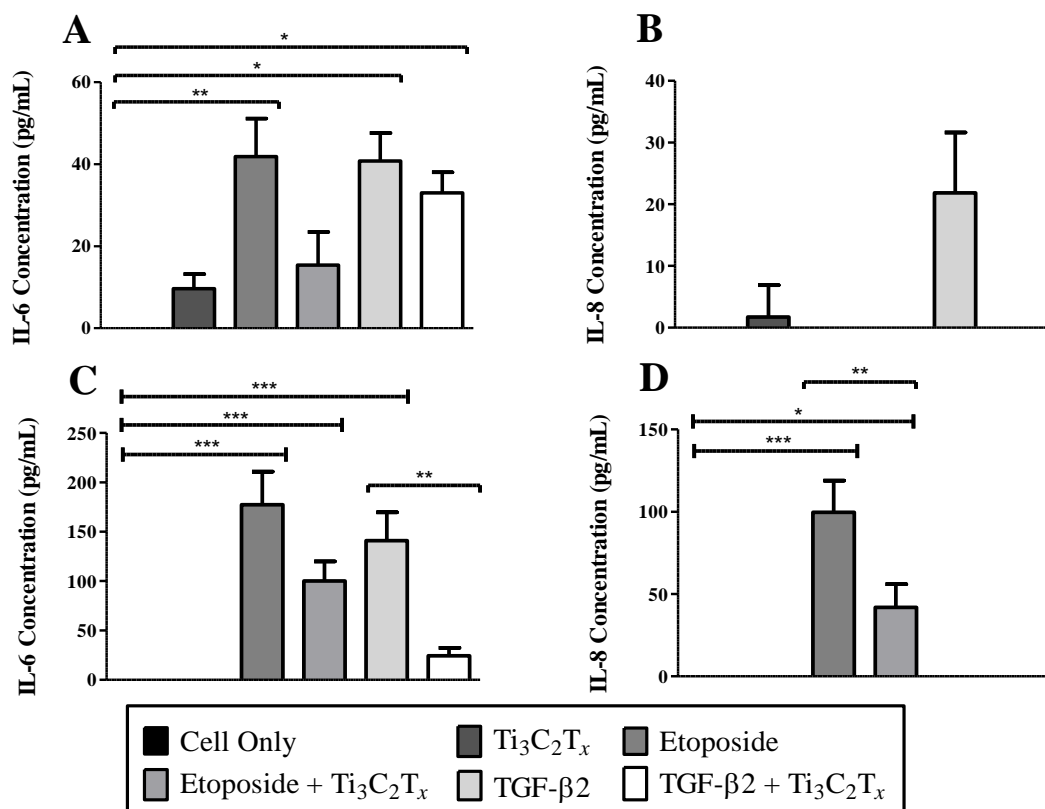 A
*
*
**
IL-6 Concentration (pg/mL)
60
40
20
0
B
IL-8 Concentration (pg/mL)
40
30
20
10
0
C
***
***
***
**
IL-6 Concentration (pg/mL)
250
200
150
100
50
0
D
**
*
***
IL-8 Concentration (pg/mL)
150
100
50
0
Cell Only
Ti₃C₂Tₓ
Etoposide
Etoposide + Ti₃C₂Tₓ
TGF-β2
TGF-β2 + Ti₃C₂Tₓ